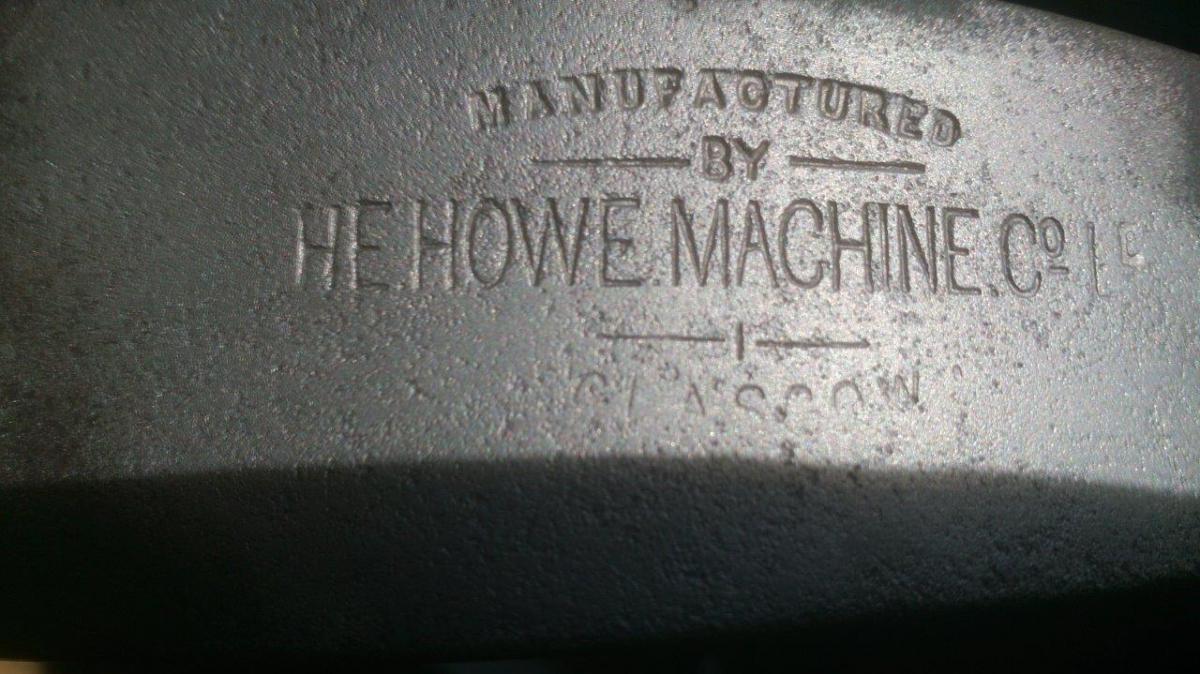 MANUFACTURED
BY
HE.HOWE.MACHINE.Cº
GLASGOW